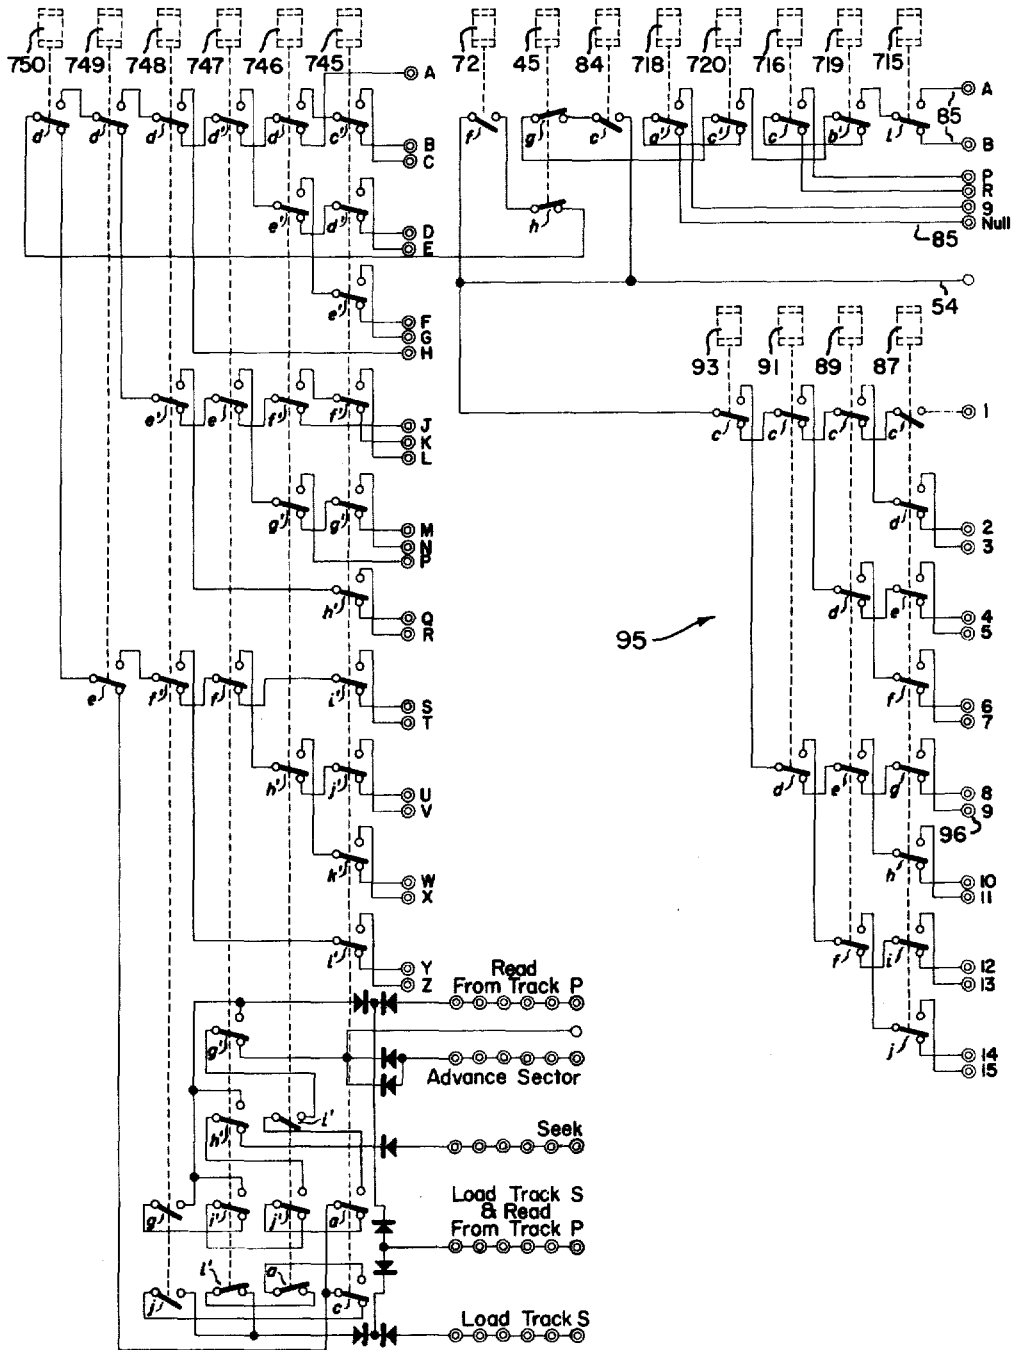 750 749 748 747 746 745 72 45 84 718 720 716 719 715
A
A
85
d d d' d' d' c' f g c a' c' c b' l
B
B
C
P
R
e' d' h 9
D
Null
E
85
e'
54
F
G
H
93 91 89 87
e' e f' f' c c c' c' 1
J
K
L
g' g' d'
M
2
N
3
P
h' d e
Q
4
R
5
95
e f' f i' f
S
6
T
7
h' j' d e' g
U
8
V
9
96
k' h
W
10
X
11
l' f i
Y
12
Z
13
Read
From Track P
g' j
Advance Sector
14
15
h' i'
Seek
Load Track S
& Read
From Track P
g i' j' a
j l' a c
Load Track S